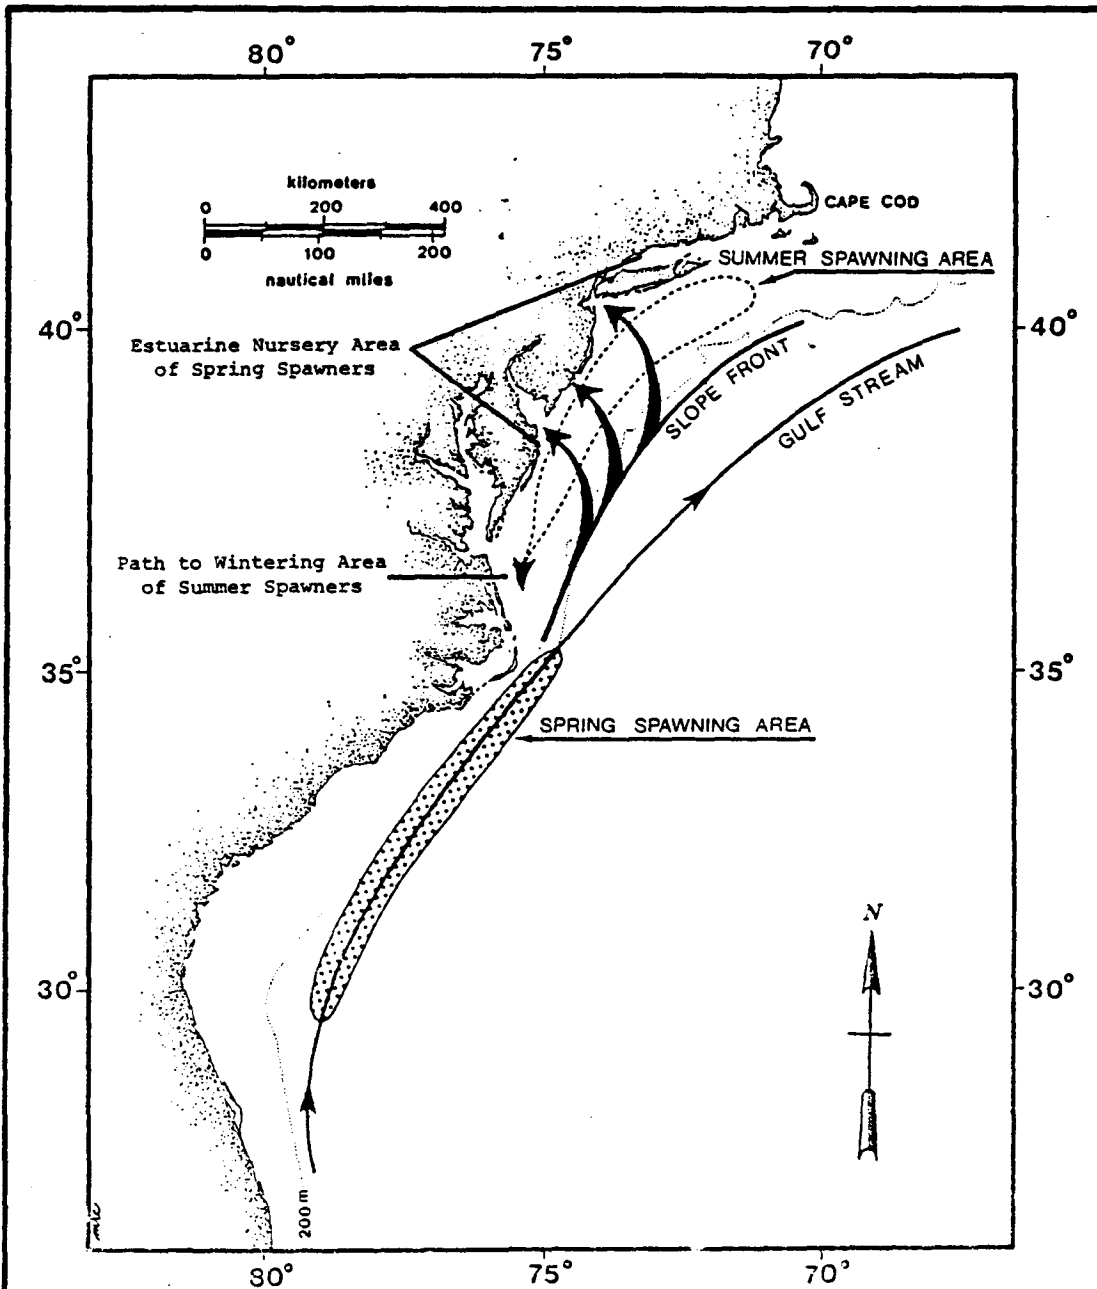 80° 75° 70°
kilometers
0 200 400
0 100 200
nautical miles
CAPE COD
SUMMER SPAWNING AREA
40° 40°
Estuarine Nursery Area
of Spring Spawners
SLOPE FRONT
GULF STREAM
Path to Wintering Area
of Summer Spawners
35° 35°
SPRING SPAWNING AREA
N
30° 30°
200 m
80° 75° 70°